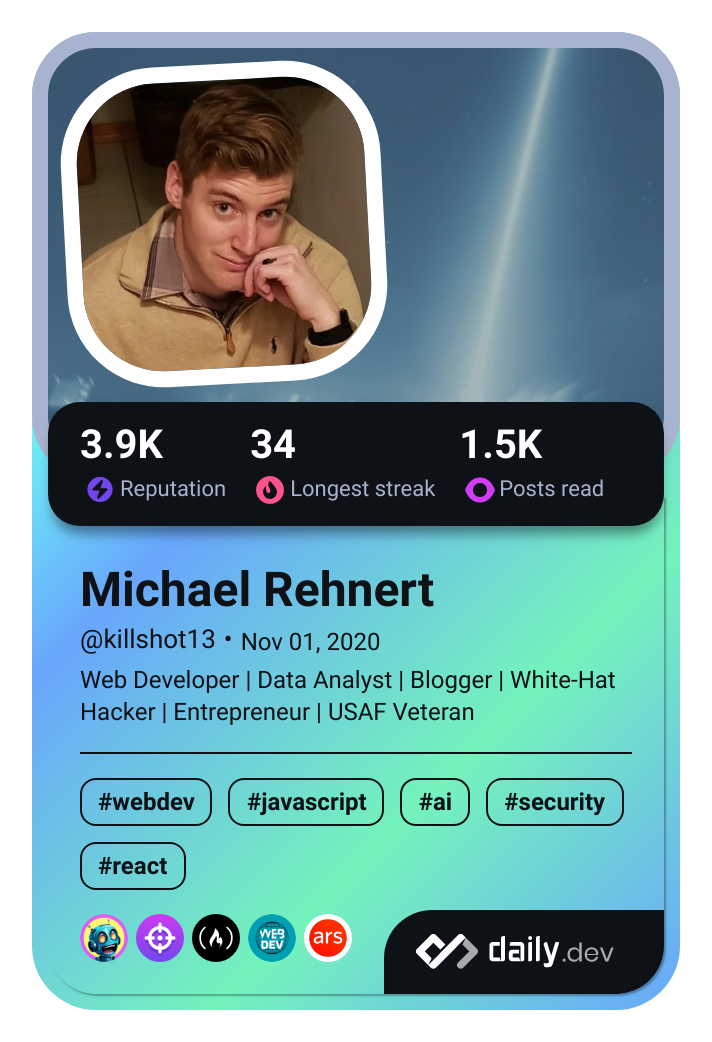 3.9K 34 1.5K
Reputation Longest streak Posts read
Michael Rehnert
@killshot13 • Nov 01, 2020
Web Developer | Data Analyst | Blogger | White-Hat
Hacker | Entrepreneur | USAF Veteran
#webdev #javascript #ai #security
#react
WEB
DEV
ars
daily.dev